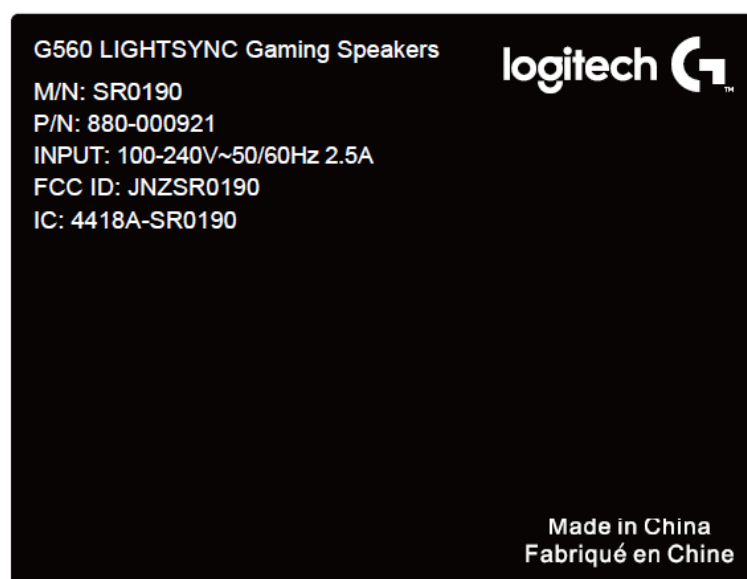 G560 LIGHTSYNC Gaming Speakers
logitech G™
M/N: SR0190
P/N: 880-000921
INPUT: 100-240V~50/60Hz 2.5A
FCC ID: JNZSR0190
IC: 4418A-SR0190
Made in China
Fabriqué en Chine